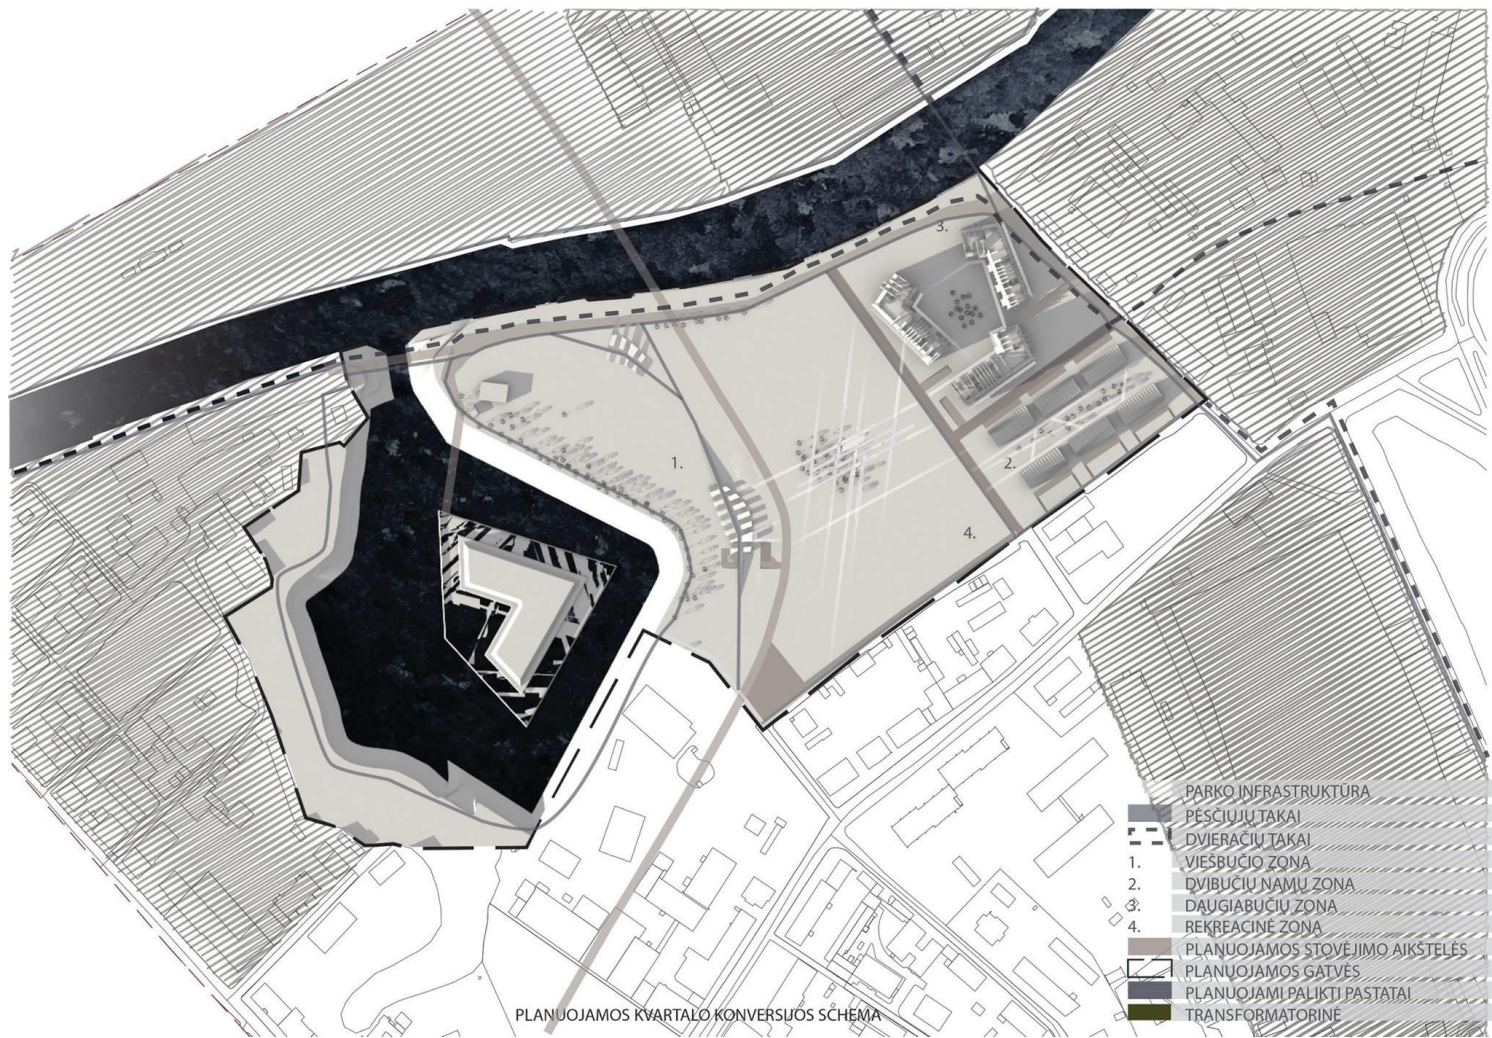 3.
1.
2.
4.
PARKO INFRASTRUKTŪRA
PĖSČIŲJŲ TAKAI
DVIERAČIŲ TAKAI
1. VIEŠBUČIO ZONA
2. DVIBUČIŲ NAMŲ ZONA
3. DAUGIABUČIŲ ZONA
4. REKREACINĖ ZONA
PLANUOJAMOS STOVĖJIMO AIKŠTELĖS
PLANUOJAMOS GATVĖS
PLANUOJAMI PALIKTI PASTATAI
TRANSFORMATORINĖ
PLANUOJAMOS KVARTALO KONVERSIJOS SCHEMA